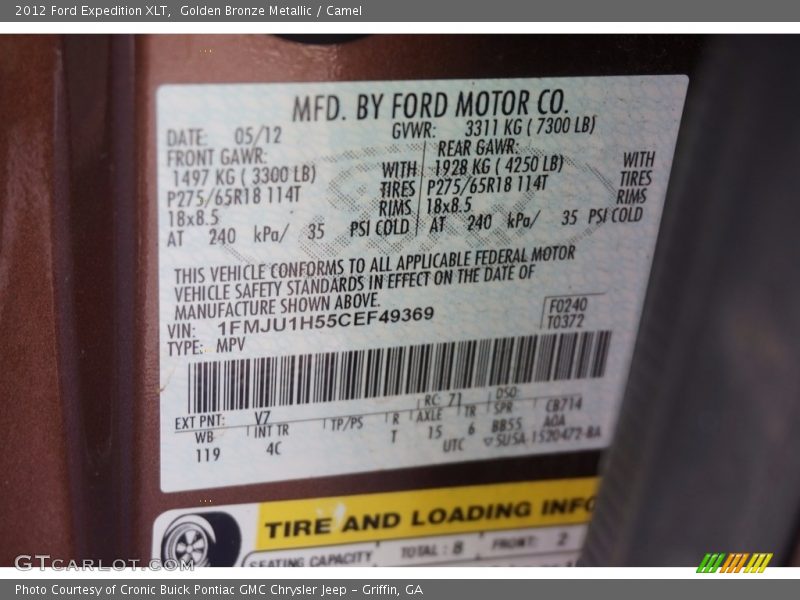 2012 Ford Expedition XLT,  Golden Bronze Metallic / Camel
MFD. BY FORD MOTOR CO.
DATE: 05/12 GVWR: 3311 KG ( 7300 LB)
FRONT GAWR: REAR GAWR:
1497 KG ( 3300 LB) WITH 1928 KG ( 4250 LB) WITH
P275/65R18 114T TIRES P275/65R18 114T TIRES
18x8.5 RIMS 18x8.5 RIMS
AT 240 kPa/ 35 PSI COLD AT 240 kPa/ 35 PSI COLD
THIS VEHICLE CONFORMS TO ALL APPLICABLE FEDERAL MOTOR
VEHICLE SAFETY STANDARDS IN EFFECT ON THE DATE OF
MANUFACTURE SHOWN ABOVE.
VIN: 1FMJU1H55CEF49369 F0240
TYPE: MPV T0372
EXT PNT: V7 RC: 71 DSO:
WB INT TR TP/PS R AXLE TR SPR CB714
119 4C T 15 6 BB55 AOA
UTC ▽5U5A-1520472-BA
TIRE AND LOADING INFO
SEATING CAPACITY TOTAL : 8 FRONT: 2
GTCARLOT.COM
Photo Courtesy of Cronic Buick Pontiac GMC Chrysler Jeep - Griffin, GA